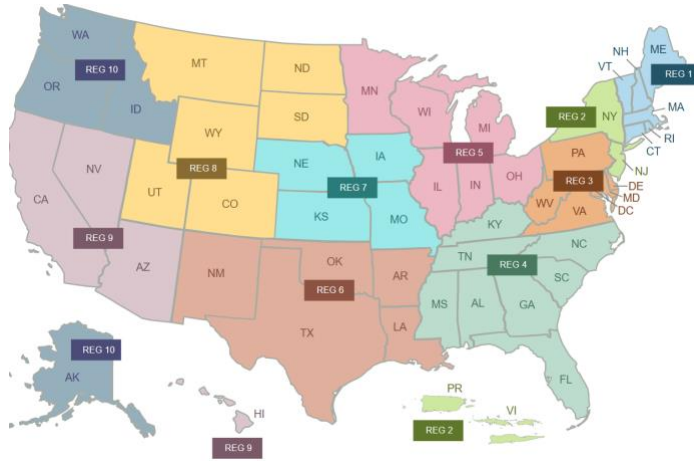 WA
ME
NH
VT
REG 10
MT
ND
REG 1
OR
MN
ID
MA
WI
REG 2
NY
SD
MI
RI
WY
CT
REG 5
PA
NE
IA
NJ
REG 8
NV
REG 3
DE
OH
REG 7
IL
IN
UT
MD
CA
CO
WV
VA
DC
KS
MO
KY
REG 9
NC
TN
AZ
OK
REG 4
NM
AR
SC
REG 6
MS
AL
GA
TX
LA
REG 10
AK
FL
PR
VI
HI
REG 2
REG 9